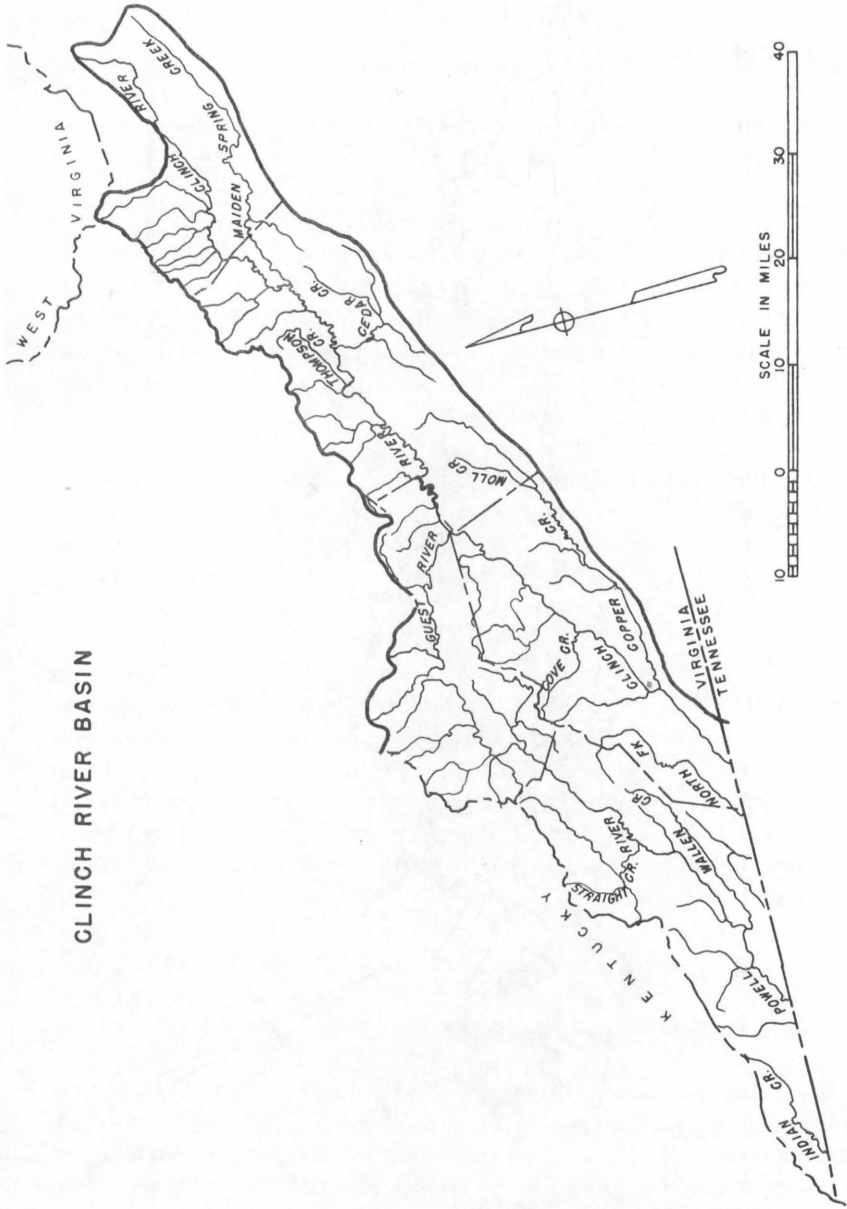 CLINCH RIVER BASIN
WEST VIRGINIA
CLINCH RIVER
MAIDEN SPRING CREEK
THOMPSON CR.
CEDAR CR.
RIVER
MOLL CR.
GUEST RIVER
COVE CR.
CLINCH
COPPER CR.
NORTH FK
WALLEN CR
STRAIGHT CR.
RIVER
POWELL
INDIAN CR.
KENTUCKY
VIRGINIA
TENNESSEE
SCALE IN MILES
10 0 10 20 30 40